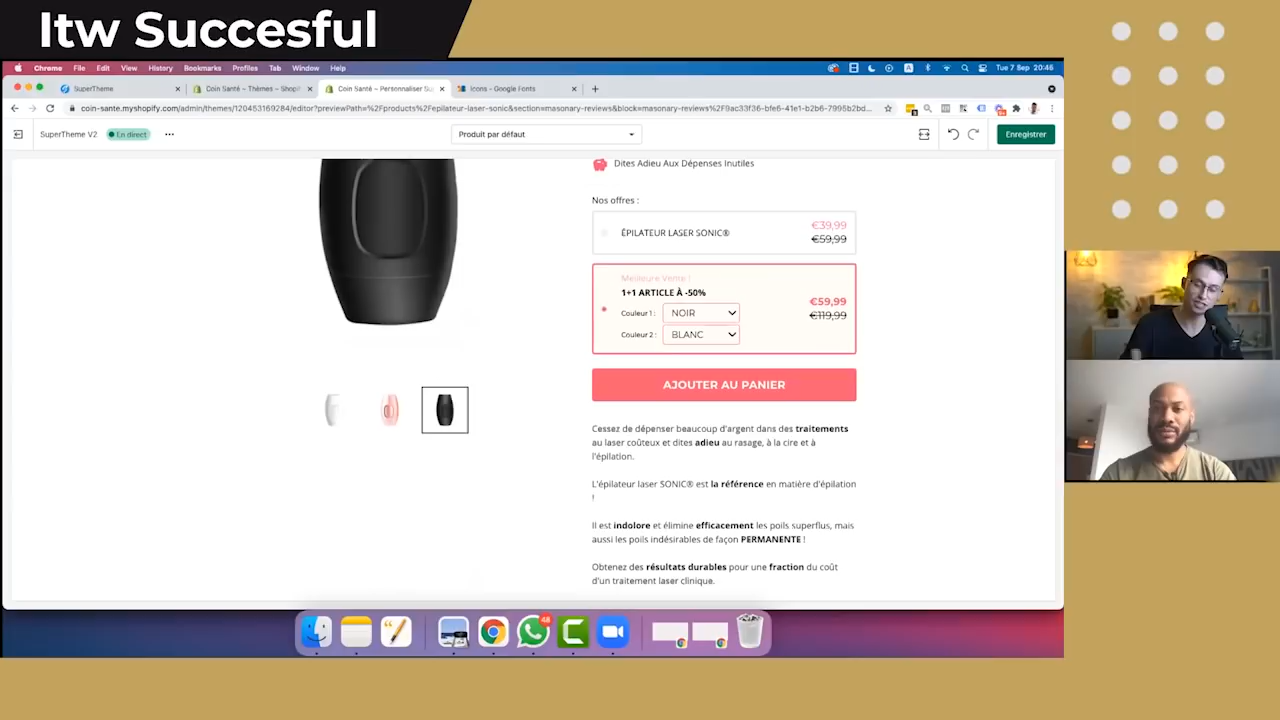 Itw Succesful
Chrome File Edit View History Bookmarks Profiles Tab Window Help
Tue 7 Sep 20:46
SuperTheme
Coin Santé – Thèmes – Shopif
Coin Santé – Personnaliser Su
Icons - Google Fonts
coin-sante.myshopify.com/admin/themes/120453169284/editor?previewPath=%2Fproducts%2Fepilateur-laser-sonic&section=masonary-reviews&block=masonary-reviews%2F9ac33f36-bfe6-41e1-b2b6-7995b2bd...
SuperTheme V2
En direct
Produit par défaut
Enregistrer
Dites Adieu Aux Dépenses Inutiles
Nos offres :
ÉPILATEUR LASER SONIC®
€39,99
€59,99
Meilleure Vente !
1+1 ARTICLE À -50%
Couleur 1 : NOIR
Couleur 2 : BLANC
€59,99
€119,99
AJOUTER AU PANIER
Cessez de dépenser beaucoup d'argent dans des traitements
au laser coûteux et dites adieu au rasage, à la cire et à
l'épilation.
L'épilateur laser SONIC® est la référence en matière d'épilation
!
Il est indolore et élimine efficacement les poils superflus, mais
aussi les poils indésirables de façon PERMANENTE !
Obtenez des résultats durables pour une fraction du coût
d'un traitement laser clinique.